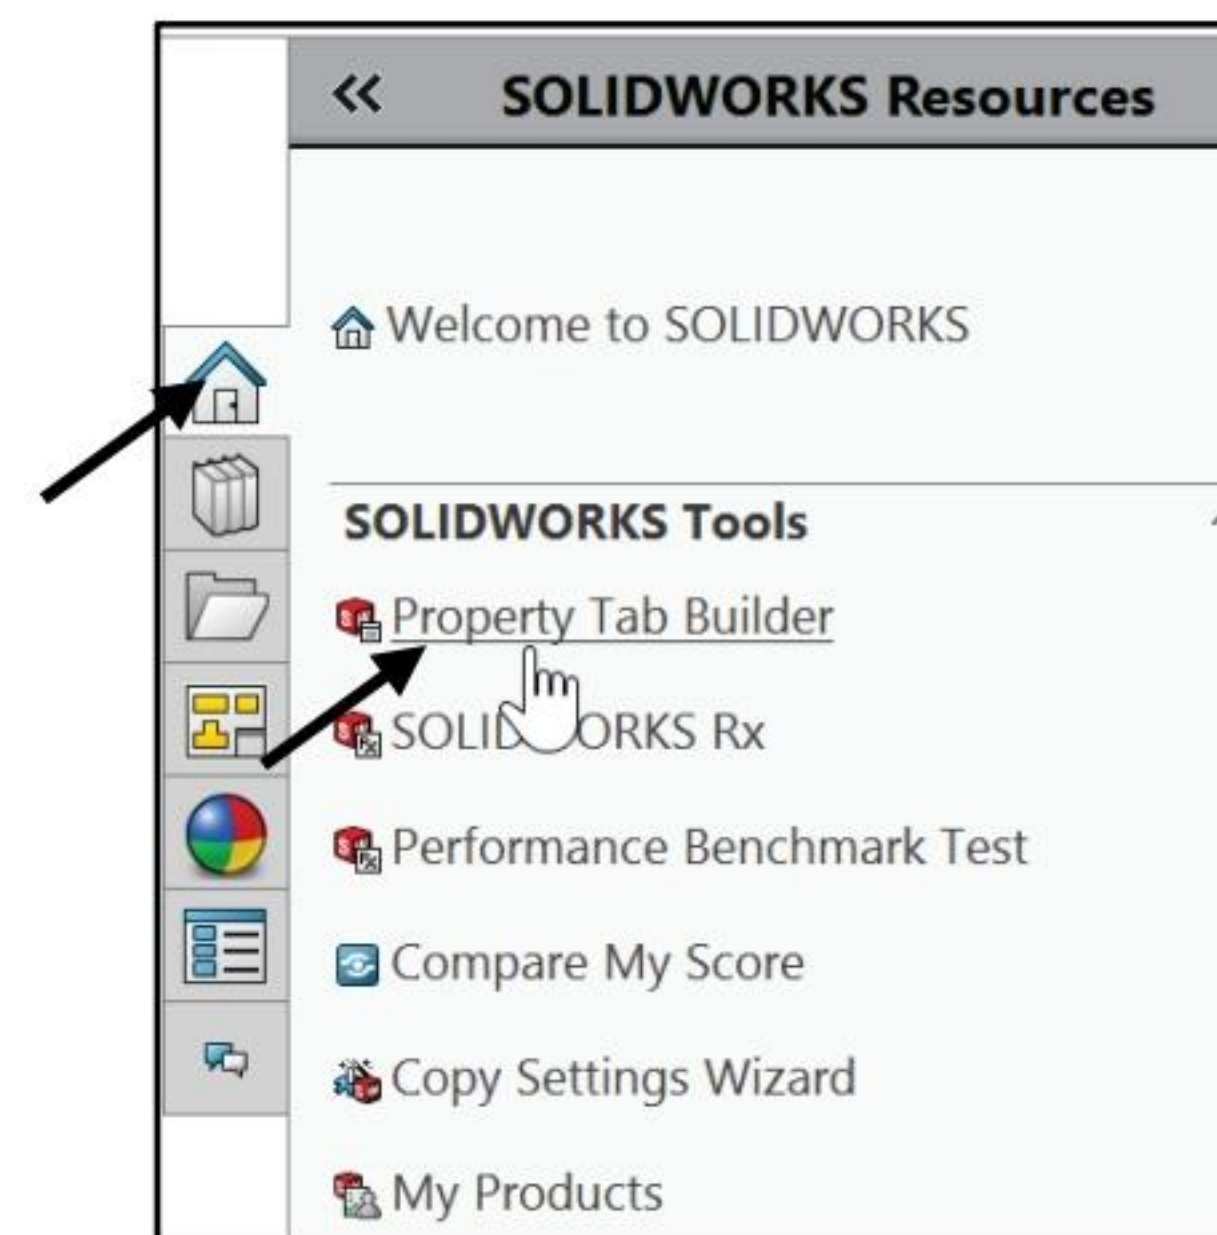 SOLIDWORKS Resources
Welcome to SOLIDWORKS
SOLIDWORKS Tools
Property Tab Builder
SOLIDWORKS Rx
Performance Benchmark Test
Compare My Score
Copy Settings Wizard
My Products